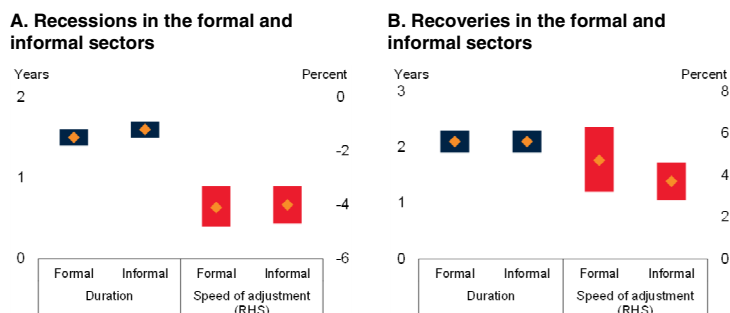 A. Recessions in the formal and
informal sectors
Years
Percent
2
1
0
0
-2
-4
-6
Formal
Informal
Formal
Informal
Duration
Speed of adjustment
(RHS)
B. Recoveries in the formal and
informal sectors
Years
Percent
3
2
1
0
8
6
4
2
0
Formal
Informal
Formal
Informal
Duration
Speed of adjustment
(RHS)